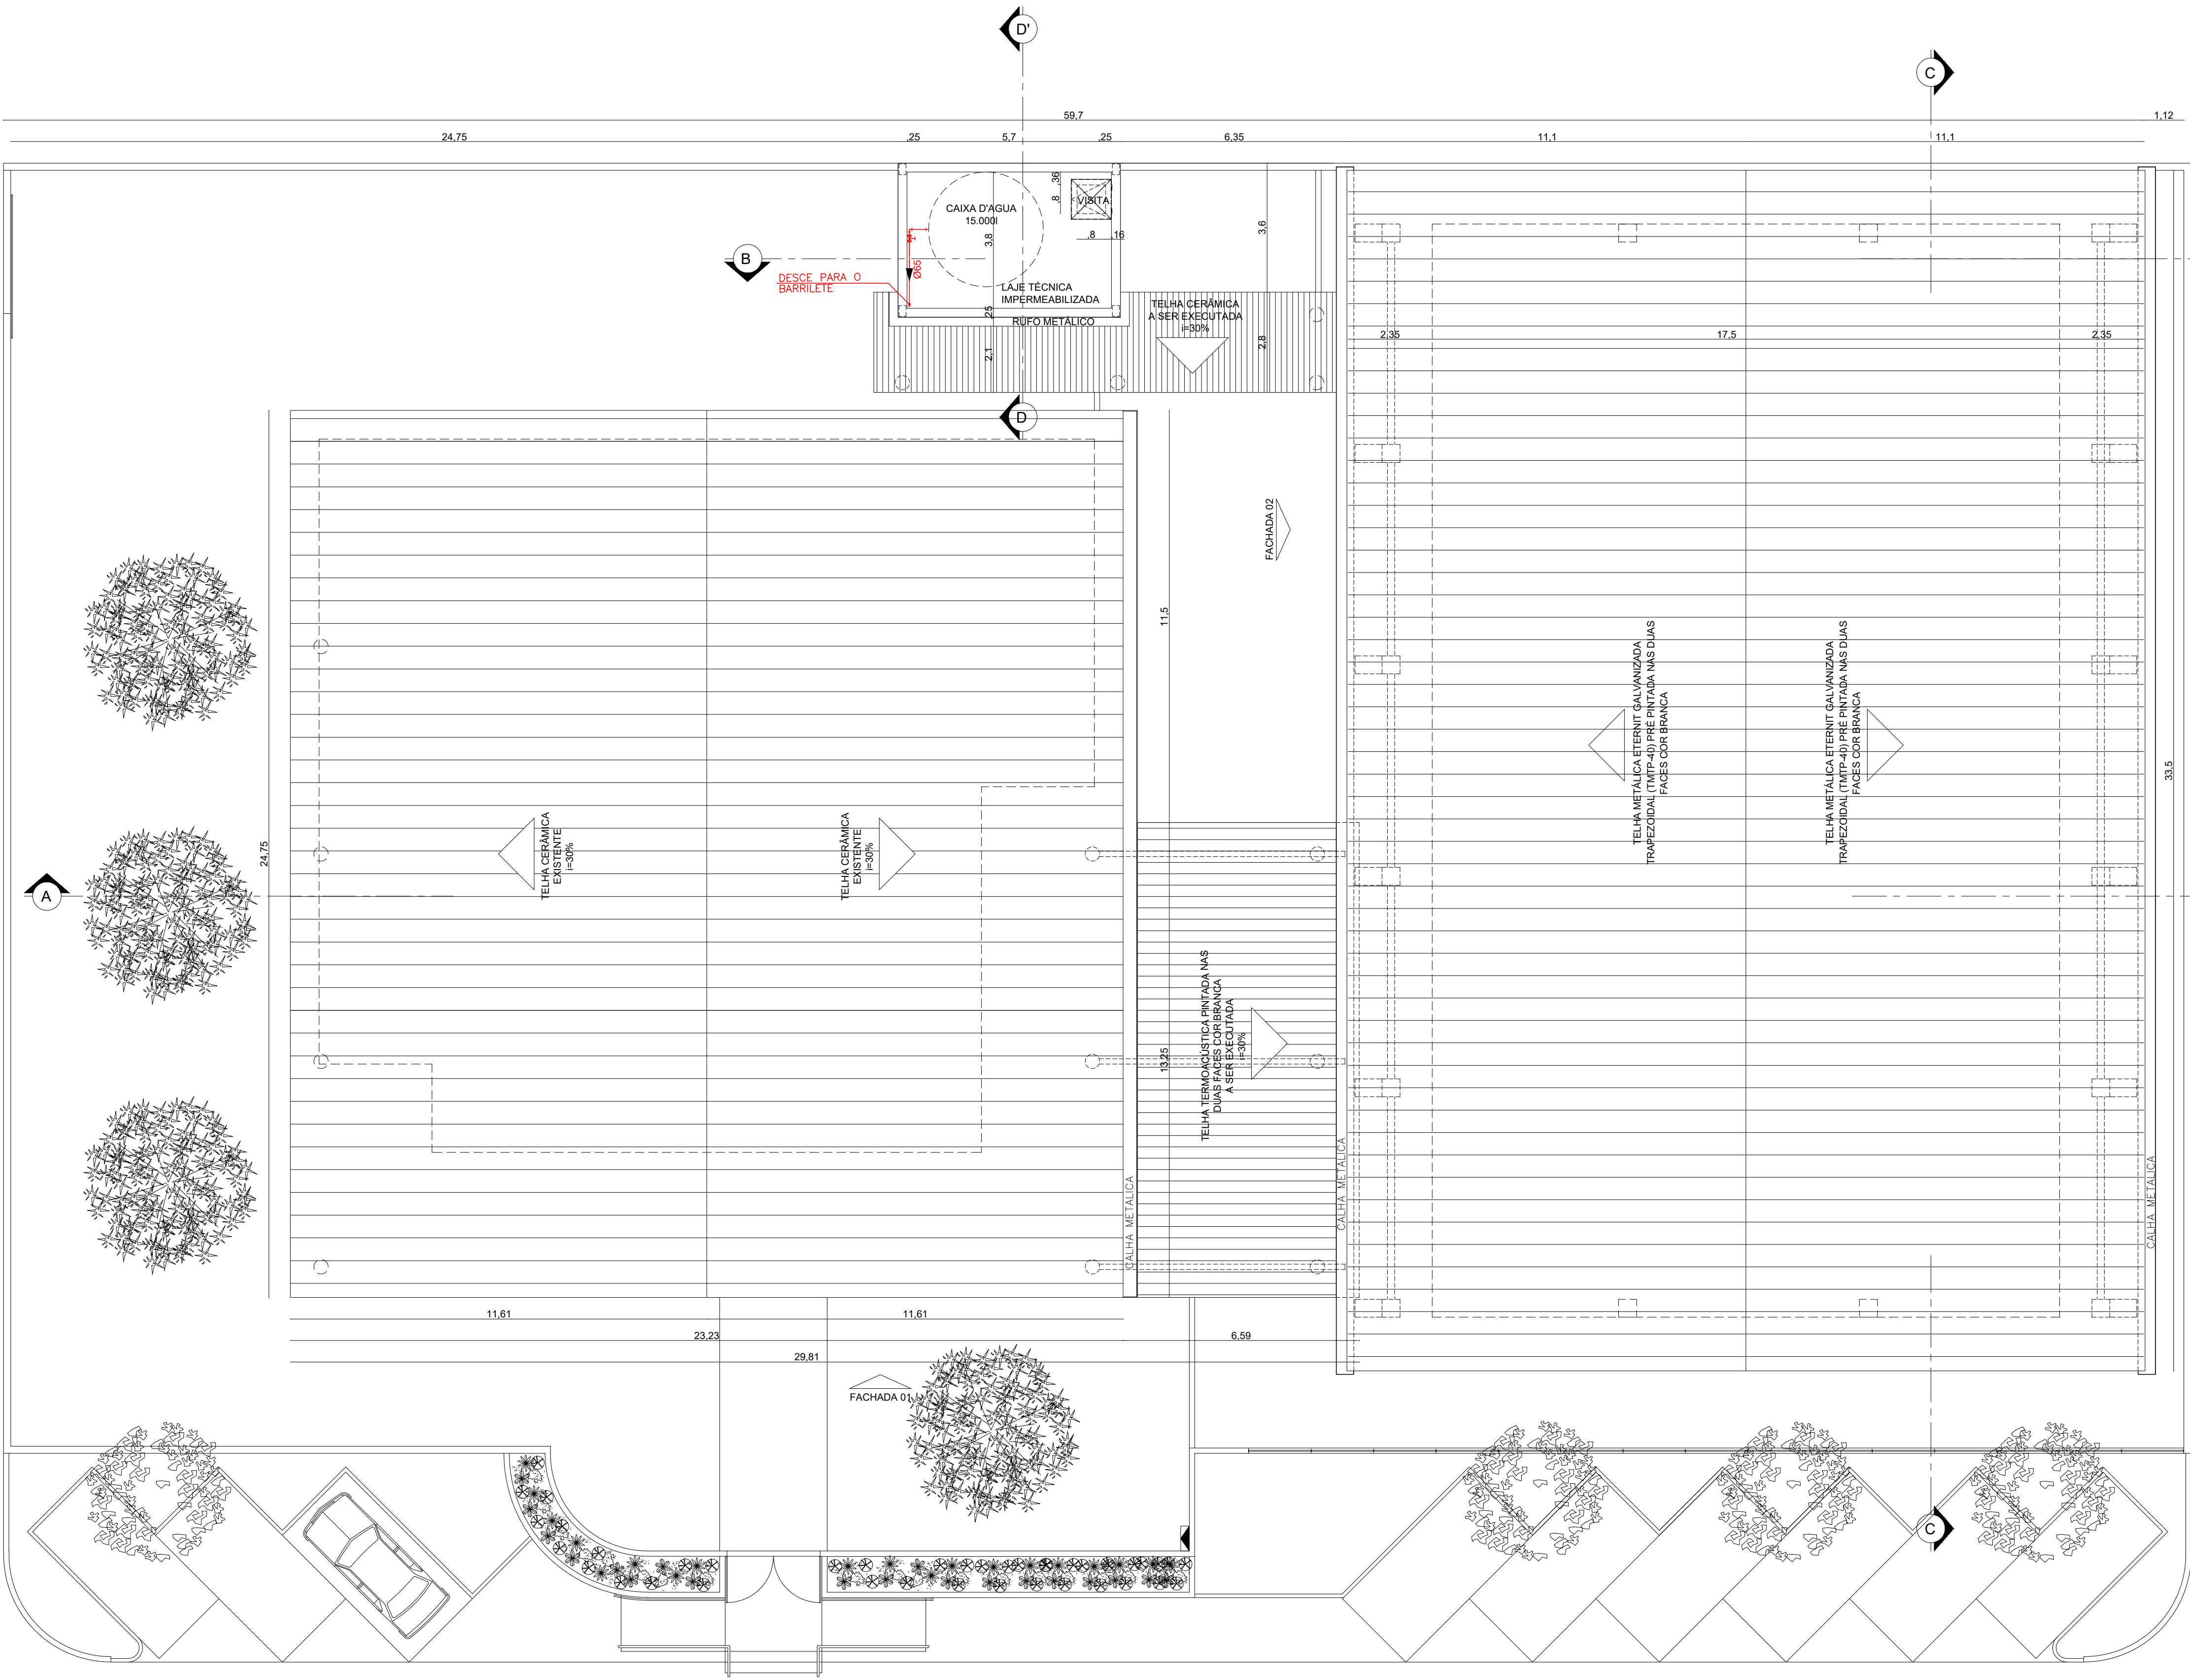 D'
C
59,7
1,12
24,75
,25
5,7
,25
6,35
11,1
11,1
CAIXA D'AGUA
15.000l
,36
,8
VISITA
3,8
,8
,16
3,6
B
Ø65
DESCE PARA O
BARRILETE
LAJE TÉCNICA
IMPERMEABILIZADA
,25
RUFO METÁLICO
TELHA CERÂMICA
A SER EXECUTADA
i=30%
2,1
2,8
2,35
17,5
2,35
D
FACHADA 02
11,5
TELHA METÁLICA ETERNIT GALVANIZADA
TRAPEZOIDAL (TMTP-40) PRÉ PINTADA NAS DUAS
FACES COR BRANCA
TELHA METÁLICA ETERNIT GALVANIZADA
TRAPEZOIDAL (TMTP-40) PRÉ PINTADA NAS DUAS
FACES COR BRANCA
33,5
24,75
TELHA CERÂMICA
EXISTENTE
i=30%
TELHA CERÂMICA
EXISTENTE
i=30%
A
TELHA TERMOACÚSTICA PINTADA NAS
DUAS FACES COR BRANCA
A SER EXECUTADA
i=30%
13,25
CALHA METALICA
CALHA METALICA
CALHA METALICA
11,61
11,61
23,23
6,59
29,81
FACHADA 01
C